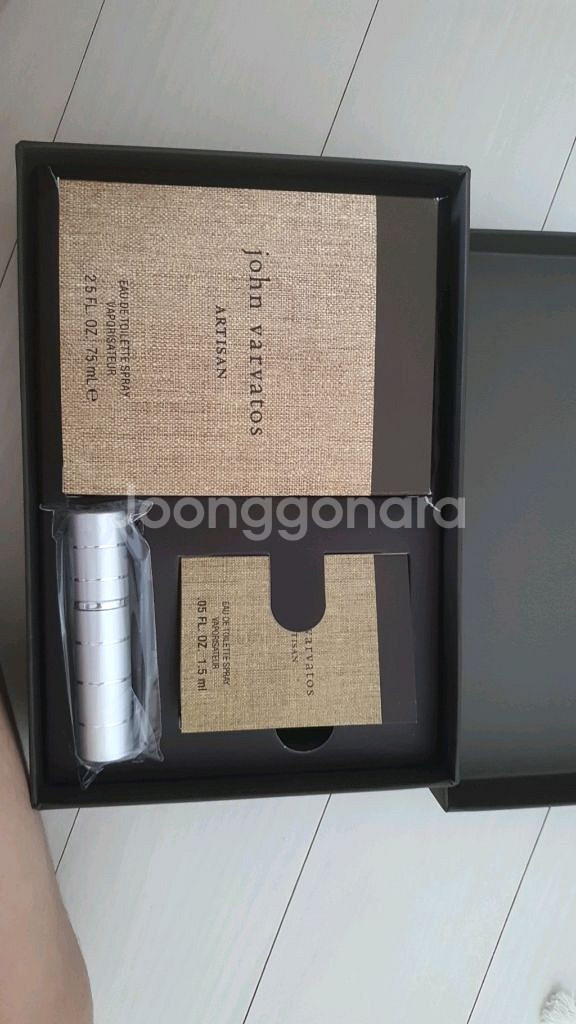 john varvatos
ARTISAN
EAU DE TOILETTE SPRAY
VAPORISATEUR
2.5 FL. OZ. 75 mL e
Joonggonara
varvatos
TISAN
EAU DE TOILETTE SPRAY
VAPORISATEUR
.05 FL. OZ. 1.5 ml